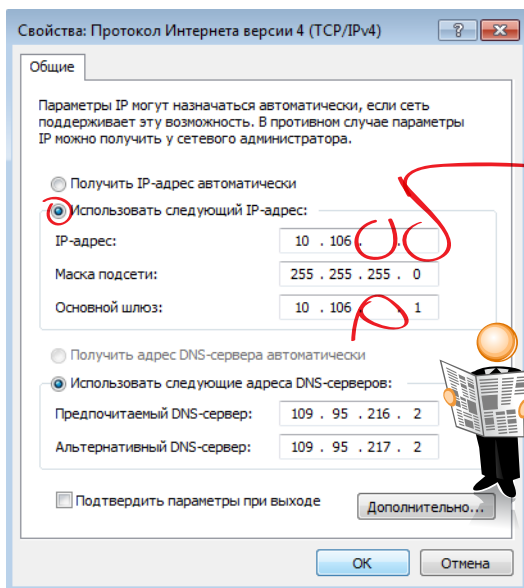 Свойства: Протокол Интернета версии 4 (TCP/IPv4)
Общие
Параметры IP могут назначаться автоматически, если сеть
поддерживает эту возможность. В противном случае параметры
IP можно получить у сетевого администратора.
Получить IP-адрес автоматически
Использовать следующий IP-адрес:
IP-адрес: 10 . 106 . .
Маска подсети: 255 . 255 . 255 . 0
Основной шлюз: 10 . 106 . . 1
Получить адрес DNS-сервера автоматически
Использовать следующие адреса DNS-серверов:
Предпочитаемый DNS-сервер: 109 . 95 . 216 . 2
Альтернативный DNS-сервер: 109 . 95 . 217 . 2
Подтвердить параметры при выходе
Дополнительно...
ОК
Отмена